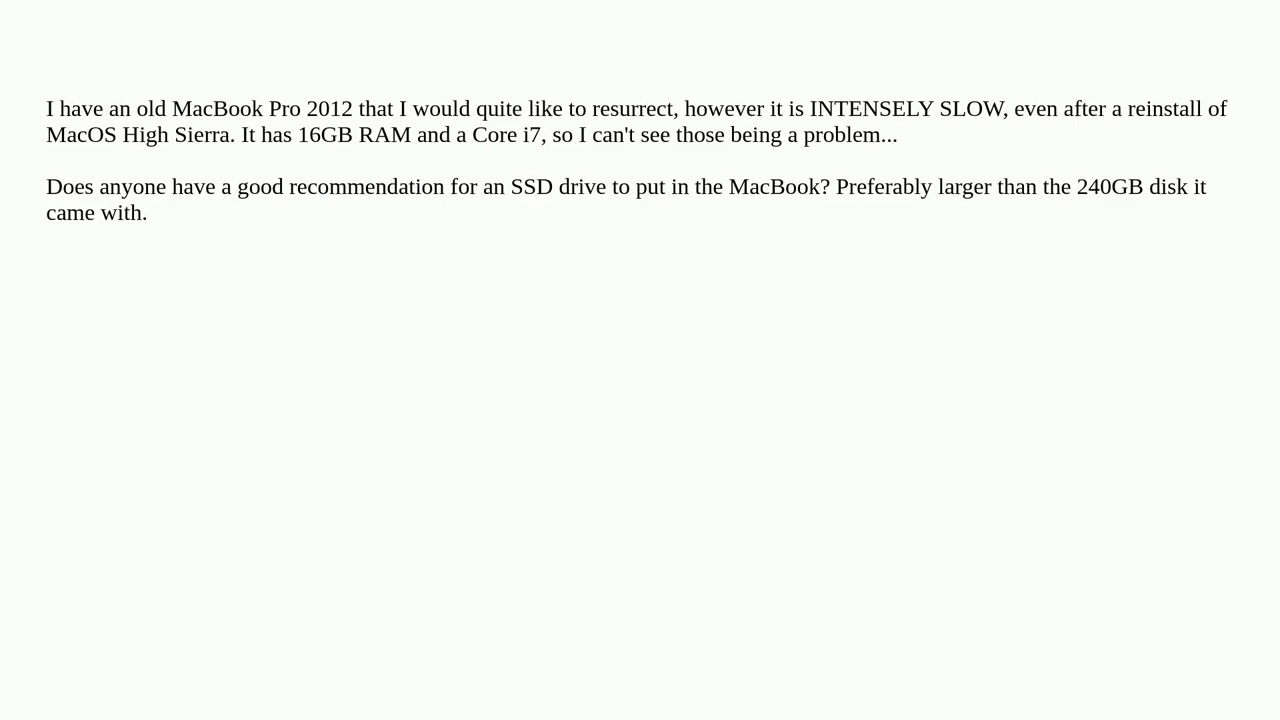 I have an old MacBook Pro 2012 that I would quite like to resurrect, however it is INTENSELY SLOW, even after a reinstall of
MacOS High Sierra. It has 16GB RAM and a Core i7, so I can't see those being a problem...
Does anyone have a good recommendation for an SSD drive to put in the MacBook? Preferably larger than the 240GB disk it
came with.